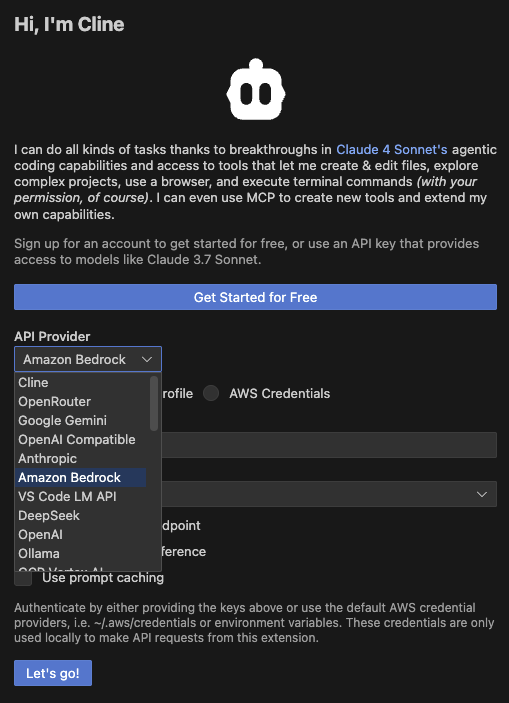 Hi, I'm Cline
I can do all kinds of tasks thanks to breakthroughs in Claude 4 Sonnet's agentic
coding capabilities and access to tools that let me create & edit files, explore
complex projects, use a browser, and execute terminal commands (with your
permission, of course). I can even use MCP to create new tools and extend my
own capabilities.
Sign up for an account to get started for free, or use an API key that provides
access to models like Claude 3.7 Sonnet.
Get Started for Free
API Provider
Amazon Bedrock
Cline
rofile AWS Credentials
OpenRouter
Google Gemini
OpenAI Compatible
Anthropic
Amazon Bedrock
VS Code LM API
DeepSeek
dpoint
OpenAI
Ollama
ference
GCP Vertex AI
Use prompt caching
Authenticate by either providing the keys above or use the default AWS credential
providers, i.e. ~/.aws/credentials or environment variables. These credentials are only
used locally to make API requests from this extension.
Let's go!